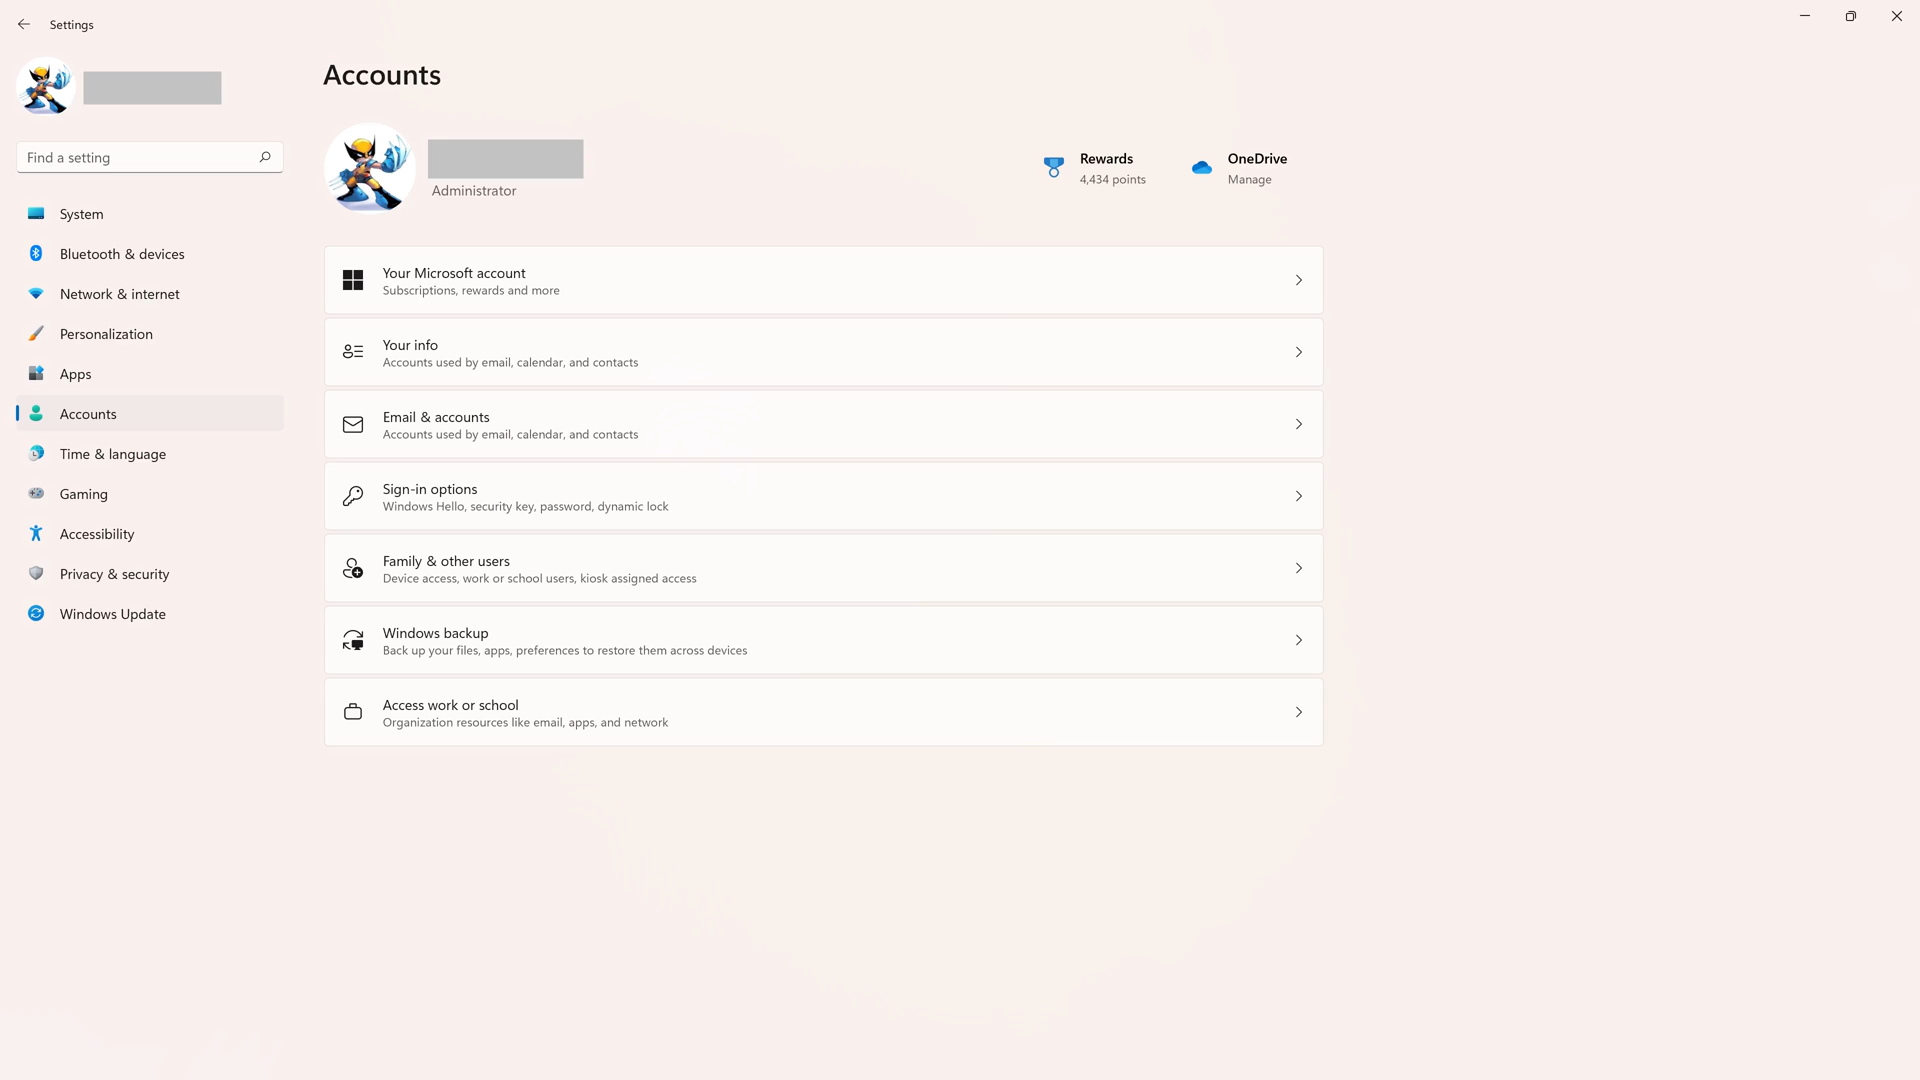 Settings
Find a setting
System
Bluetooth & devices
Network & internet
Personalization
Apps
Accounts
Time & language
Gaming
Accessibility
Privacy & security
Windows Update
Accounts
Administrator
Rewards
4,434 points
OneDrive
Manage
Your Microsoft account
Subscriptions, rewards and more
Your info
Accounts used by email, calendar, and contacts
Email & accounts
Accounts used by email, calendar, and contacts
Sign-in options
Windows Hello, security key, password, dynamic lock
Family & other users
Device access, work or school users, kiosk assigned access
Windows backup
Back up your files, apps, preferences to restore them across devices
Access work or school
Organization resources like email, apps, and network